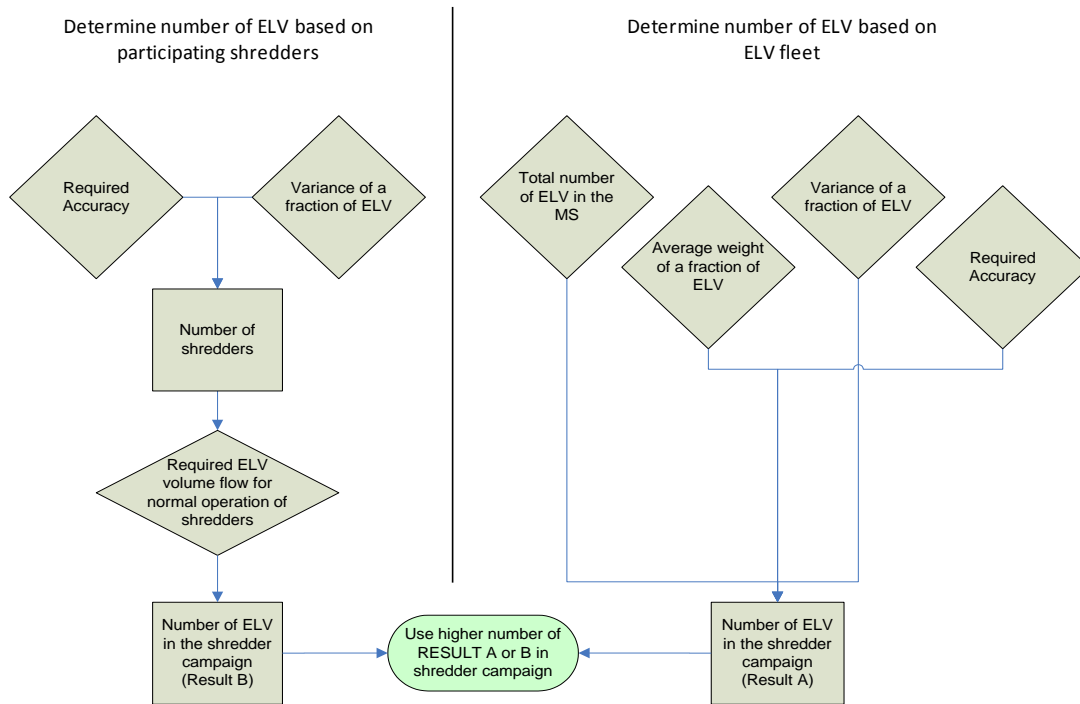 Determine number of ELV based on
participating shredders
Determine number of ELV based on
ELV fleet
Required
Accuracy
Variance of a
fraction of ELV
Total number
of ELV in the
MS
Average weight
of a fraction of
ELV
Variance of a
fraction of ELV
Required
Accuracy
Number of
shredders
Required ELV
volume flow for
normal operation of
shredders
Number of ELV
in the shredder
campaign
(Result B)
Use higher number of
RESULT A or B in
shredder campaign
Number of ELV
in the shredder
campaign
(Result A)